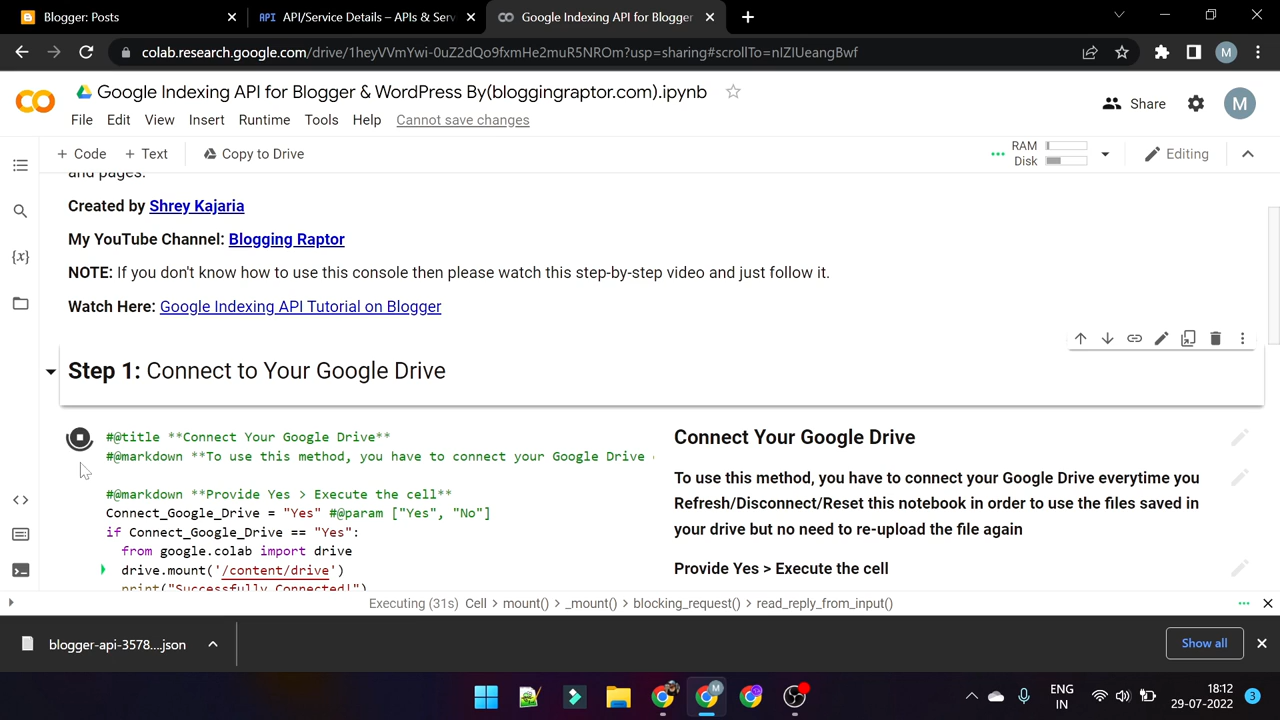 Blogger: Posts
API API/Service Details – APIs & Serv
Google Indexing API for Blogger
colab.research.google.com/drive/1heyVVmYwi-0uZ2dQo9fxmHe2muR5NROm?usp=sharing#scrollTo=nIZIUeangBwf
M
Google Indexing API for Blogger & WordPress By(bloggingraptor.com).ipynb
Share
M
File Edit View Insert Runtime Tools Help Cannot save changes
+ Code + Text Copy to Drive
RAM
Disk
Editing
and pages.
Created by Shrey Kajaria
My YouTube Channel: Blogging Raptor
NOTE: If you don't know how to use this console then please watch this step-by-step video and just follow it.
Watch Here: Google Indexing API Tutorial on Blogger
Step 1: Connect to Your Google Drive
#@title **Connect Your Google Drive**
#@markdown **To use this method, you have to connect your Google Drive
#@markdown **Provide Yes > Execute the cell**
Connect_Google_Drive = "Yes" #@param ["Yes", "No"]
if Connect_Google_Drive == "Yes":
from google.colab import drive
drive.mount('/content/drive')
print("Successfully Connected!")
Connect Your Google Drive
To use this method, you have to connect your Google Drive everytime you
Refresh/Disconnect/Reset this notebook in order to use the files saved in
your drive but no need to re-upload the file again
Provide Yes > Execute the cell
Executing (31s) Cell > mount() > _mount() > blocking_request() > read_reply_from_input()
blogger-api-3578....json
Show all
M
ENG
IN
18:12
29-07-2022
3